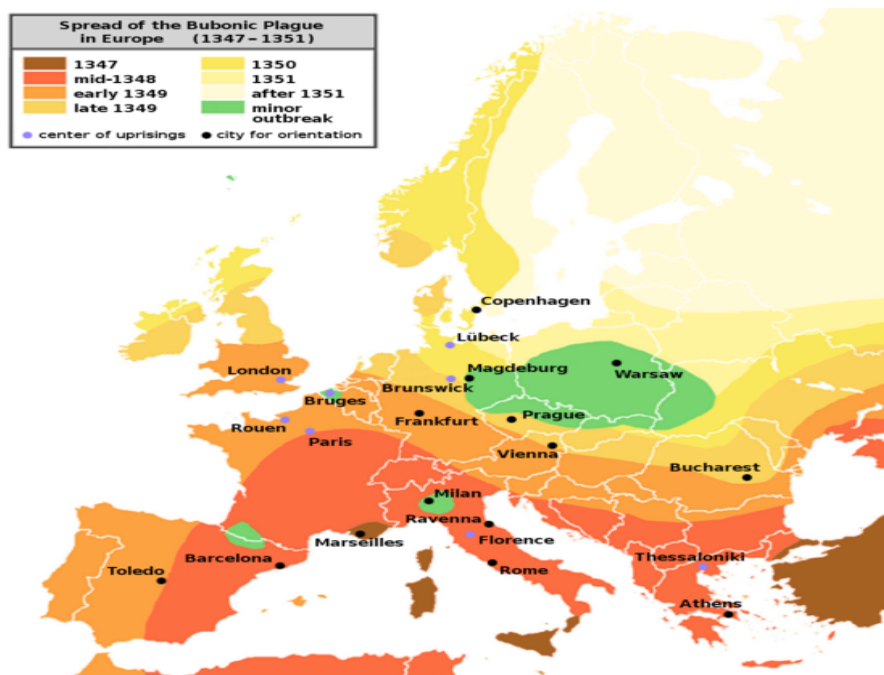 Spread of the Bubonic Plague
in Europe (1347–1351)
1347
mid-1348
early 1349
late 1349
1350
1351
after 1351
minor
outbreak
center of uprisings
city for orientation
Copenhagen
Lübeck
London
Magdeburg
Warsaw
Bruges
Brunswick
Rouen
Frankfurt
Prague
Paris
Vienna
Bucharest
Milan
Ravenna
Marseilles
Florence
Barcelona
Thessaloniki
Toledo
Rome
Athens